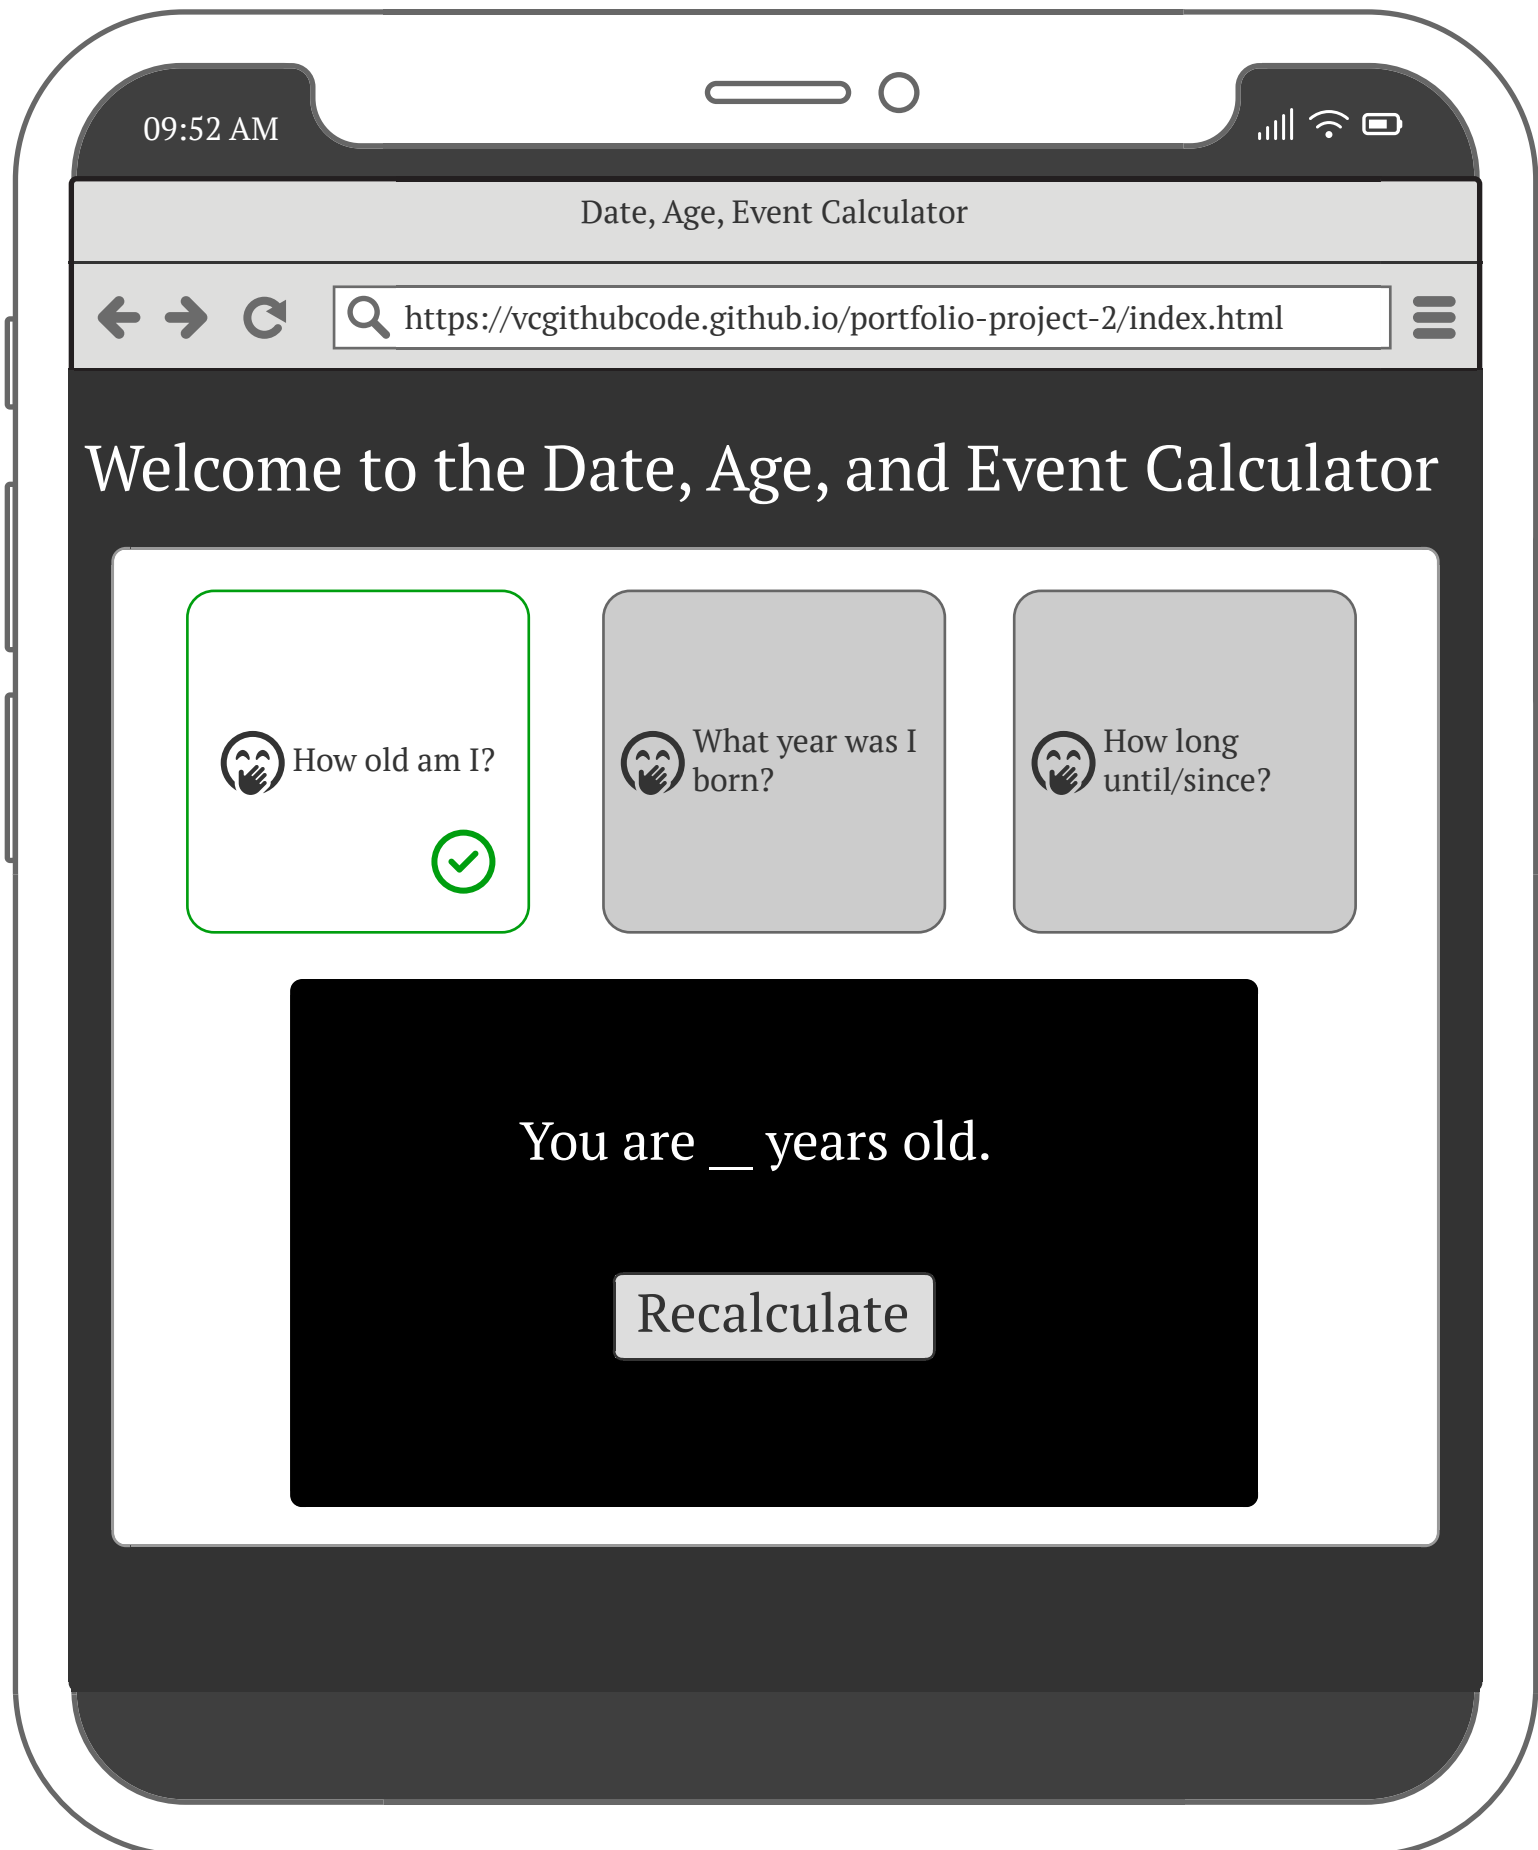 09:52 AM
Date, Age, Event Calculator
https://vcgithubcode.github.io/portfolio-project-2/index.html
Welcome to the Date, Age, and Event Calculator
How old am I?
What year was I
born?
How long
until/since?
You are __ years old.
Recalculate